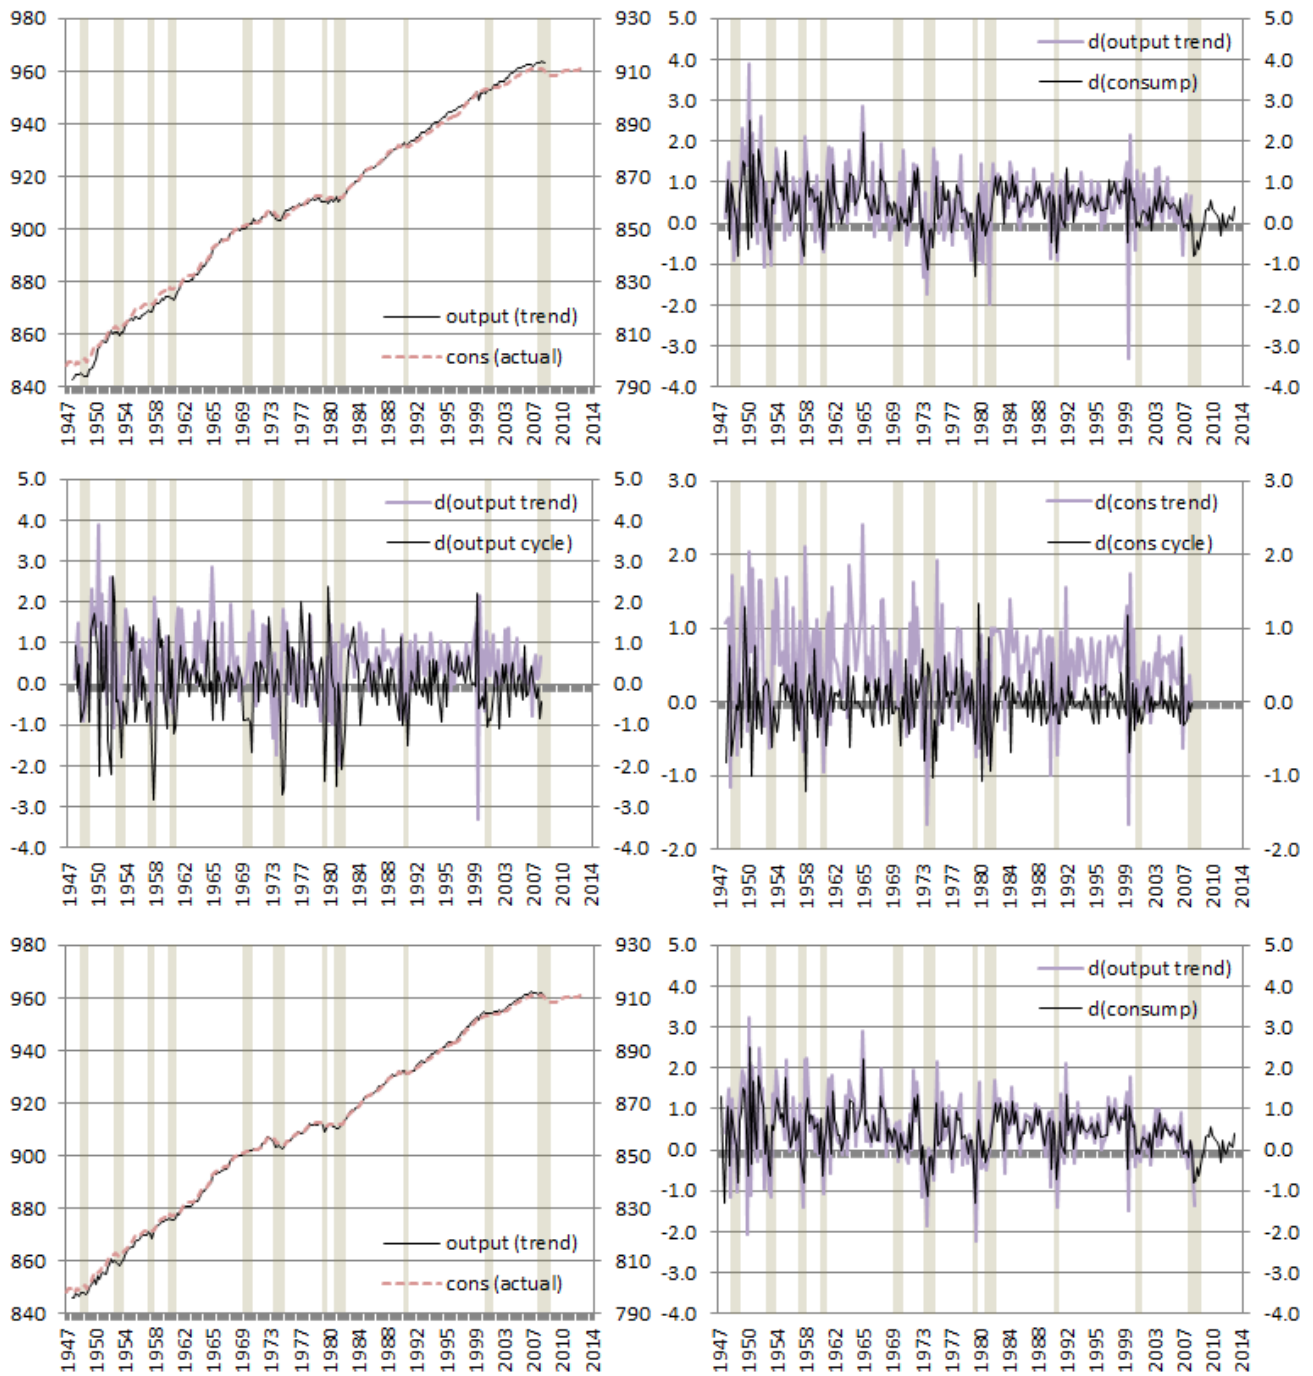 980 930 5.0 5.0
d(output trend)
960 910 4.0 4.0
d(consump)
3.0 3.0
940 890 2.0 2.0
920 870 1.0 1.0
900 850 0.0 0.0
880 830 -1.0 -1.0
output (trend)
860 810 -2.0 -2.0
cons (actual)
-3.0 -3.0
840 790 -4.0 -4.0
1947 1950 1954 1958 1962 1965 1969 1973 1977 1980 1984 1988 1992 1995 1999 2003 2007 2010 2014
1947 1950 1954 1958 1962 1965 1969 1973 1977 1980 1984 1988 1992 1995 1999 2003 2007 2010 2014
5.0 5.0 3.0 3.0
d(output trend) d(cons trend)
4.0 4.0
d(output cycle) d(cons cycle)
3.0 3.0 2.0 2.0
2.0 2.0
1.0 1.0 1.0 1.0
0.0 0.0 0.0 0.0
-1.0 -1.0
-2.0 -2.0 -1.0 -1.0
-3.0 -3.0
-4.0 -4.0 -2.0 -2.0
1947 1950 1954 1958 1962 1965 1969 1973 1977 1980 1984 1988 1992 1995 1999 2003 2007 2010 2014
1947 1950 1954 1958 1962 1965 1969 1973 1977 1980 1984 1988 1992 1995 1999 2003 2007 2010 2014
980 930 5.0 5.0
d(output trend)
960 910 4.0 4.0
d(consump)
3.0 3.0
940 890 2.0 2.0
920 870 1.0 1.0
900 850 0.0 0.0
880 830 -1.0 -1.0
output (trend)
860 810 -2.0 -2.0
cons (actual)
-3.0 -3.0
840 790 -4.0 -4.0
1947 1950 1954 1958 1962 1965 1969 1973 1977 1980 1984 1988 1992 1995 1999 2003 2007 2010 2014
1947 1950 1954 1958 1962 1965 1969 1973 1977 1980 1984 1988 1992 1995 1999 2003 2007 2010 2014